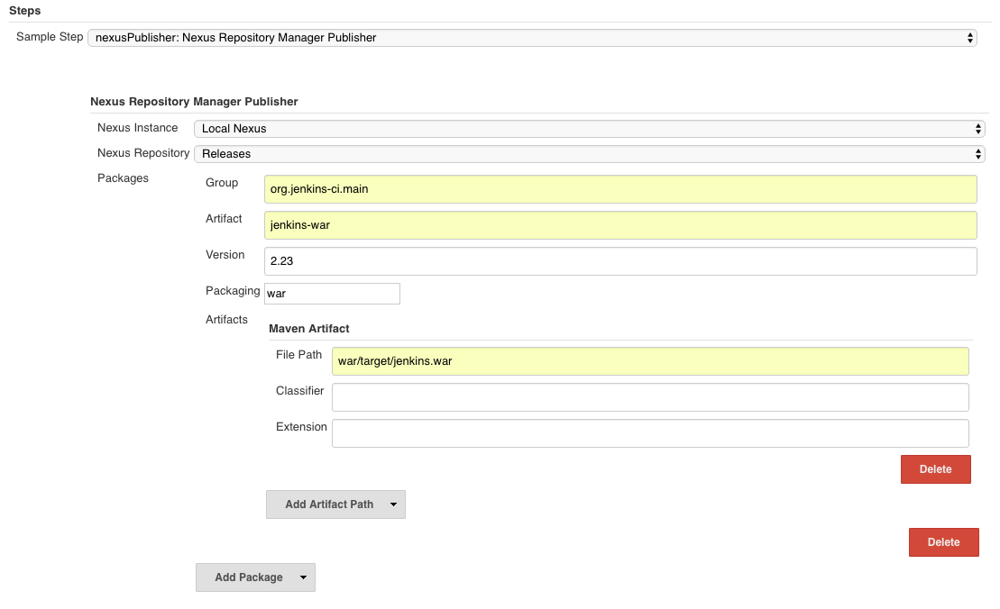 Steps
Sample Step nexusPublisher: Nexus Repository Manager Publisher
Nexus Repository Manager Publisher
Nexus Instance Local Nexus
Nexus Repository Releases
Packages
Group org.jenkins-ci.main
Artifact jenkins-war
Version 2.23
Packaging war
Artifacts
Maven Artifact
File Path war/target/jenkins.war
Classifier
Extension
Delete
Add Artifact Path
Delete
Add Package